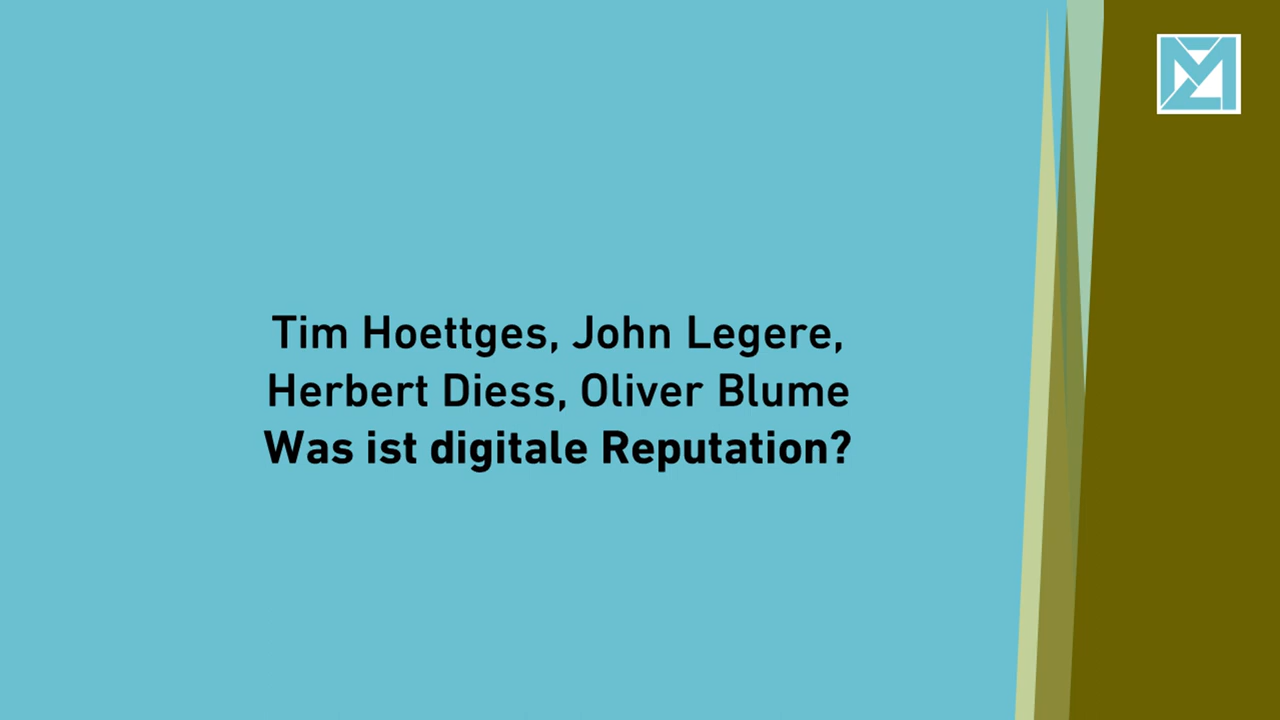 Tim Hoettges, John Legere,
Herbert Diess, Oliver Blume
Was ist digitale Reputation?